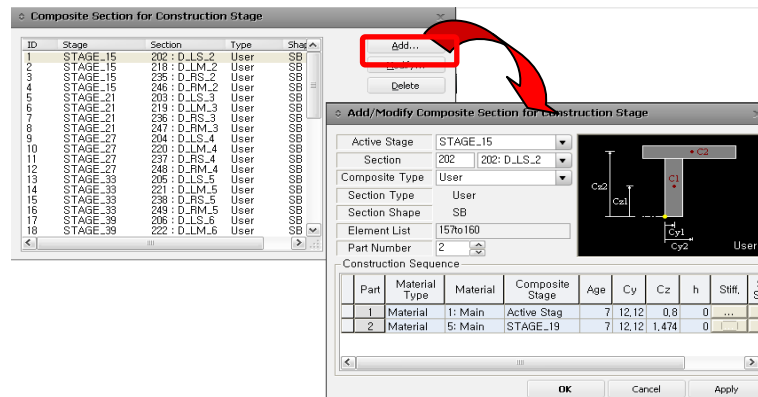 Composite Section for Construction Stage
ID Stage Section Type Shap
1 STAGE_15 202 : D_LS_2 User SB
2 STAGE_15 218 : D_LM_2 User SB
3 STAGE_15 235 : D_RS_2 User SB
4 STAGE_15 246 : D_RM_2 User SB
5 STAGE_21 203 : D_LS_3 User SB
6 STAGE_21 219 : D_LM_3 User SB
7 STAGE_21 236 : D_RS_3 User SB
8 STAGE_21 247 : D_RM_3 User SB
9 STAGE_27 204 : D_LS_4 User SB
10 STAGE_27 220 : D_LM_4 User SB
11 STAGE_27 237 : D_RS_4 User SB
12 STAGE_27 248 : D_RM_4 User SB
13 STAGE_33 205 : D_LS_5 User SB
14 STAGE_33 221 : D_LM_5 User SB
15 STAGE_33 238 : D_RS_5 User SB
16 STAGE_33 249 : D_RM_5 User SB
17 STAGE_39 206 : D_LS_6 User SB
18 STAGE_39 222 : D_LM_6 User SB
Add...
Delete
Add/Modify Composite Section for Construction Stage
Active Stage STAGE_15
Section 202 202: D_LS_2
Composite Type User
Section Type User
Section Shape SB
Element List 157to160
Part Number 2
C2
C1
Cz2
Cz1
Cy1
Cy2
User
Construction Sequence
Part Material Type Material Composite Stage Age Cy Cz h Stiff.
1 Material 1: Main Active Stag 7 12,12 0,8 0 ...
2 Material 5: Main STAGE_19 7 12,12 1,474 0
OK Cancel Apply